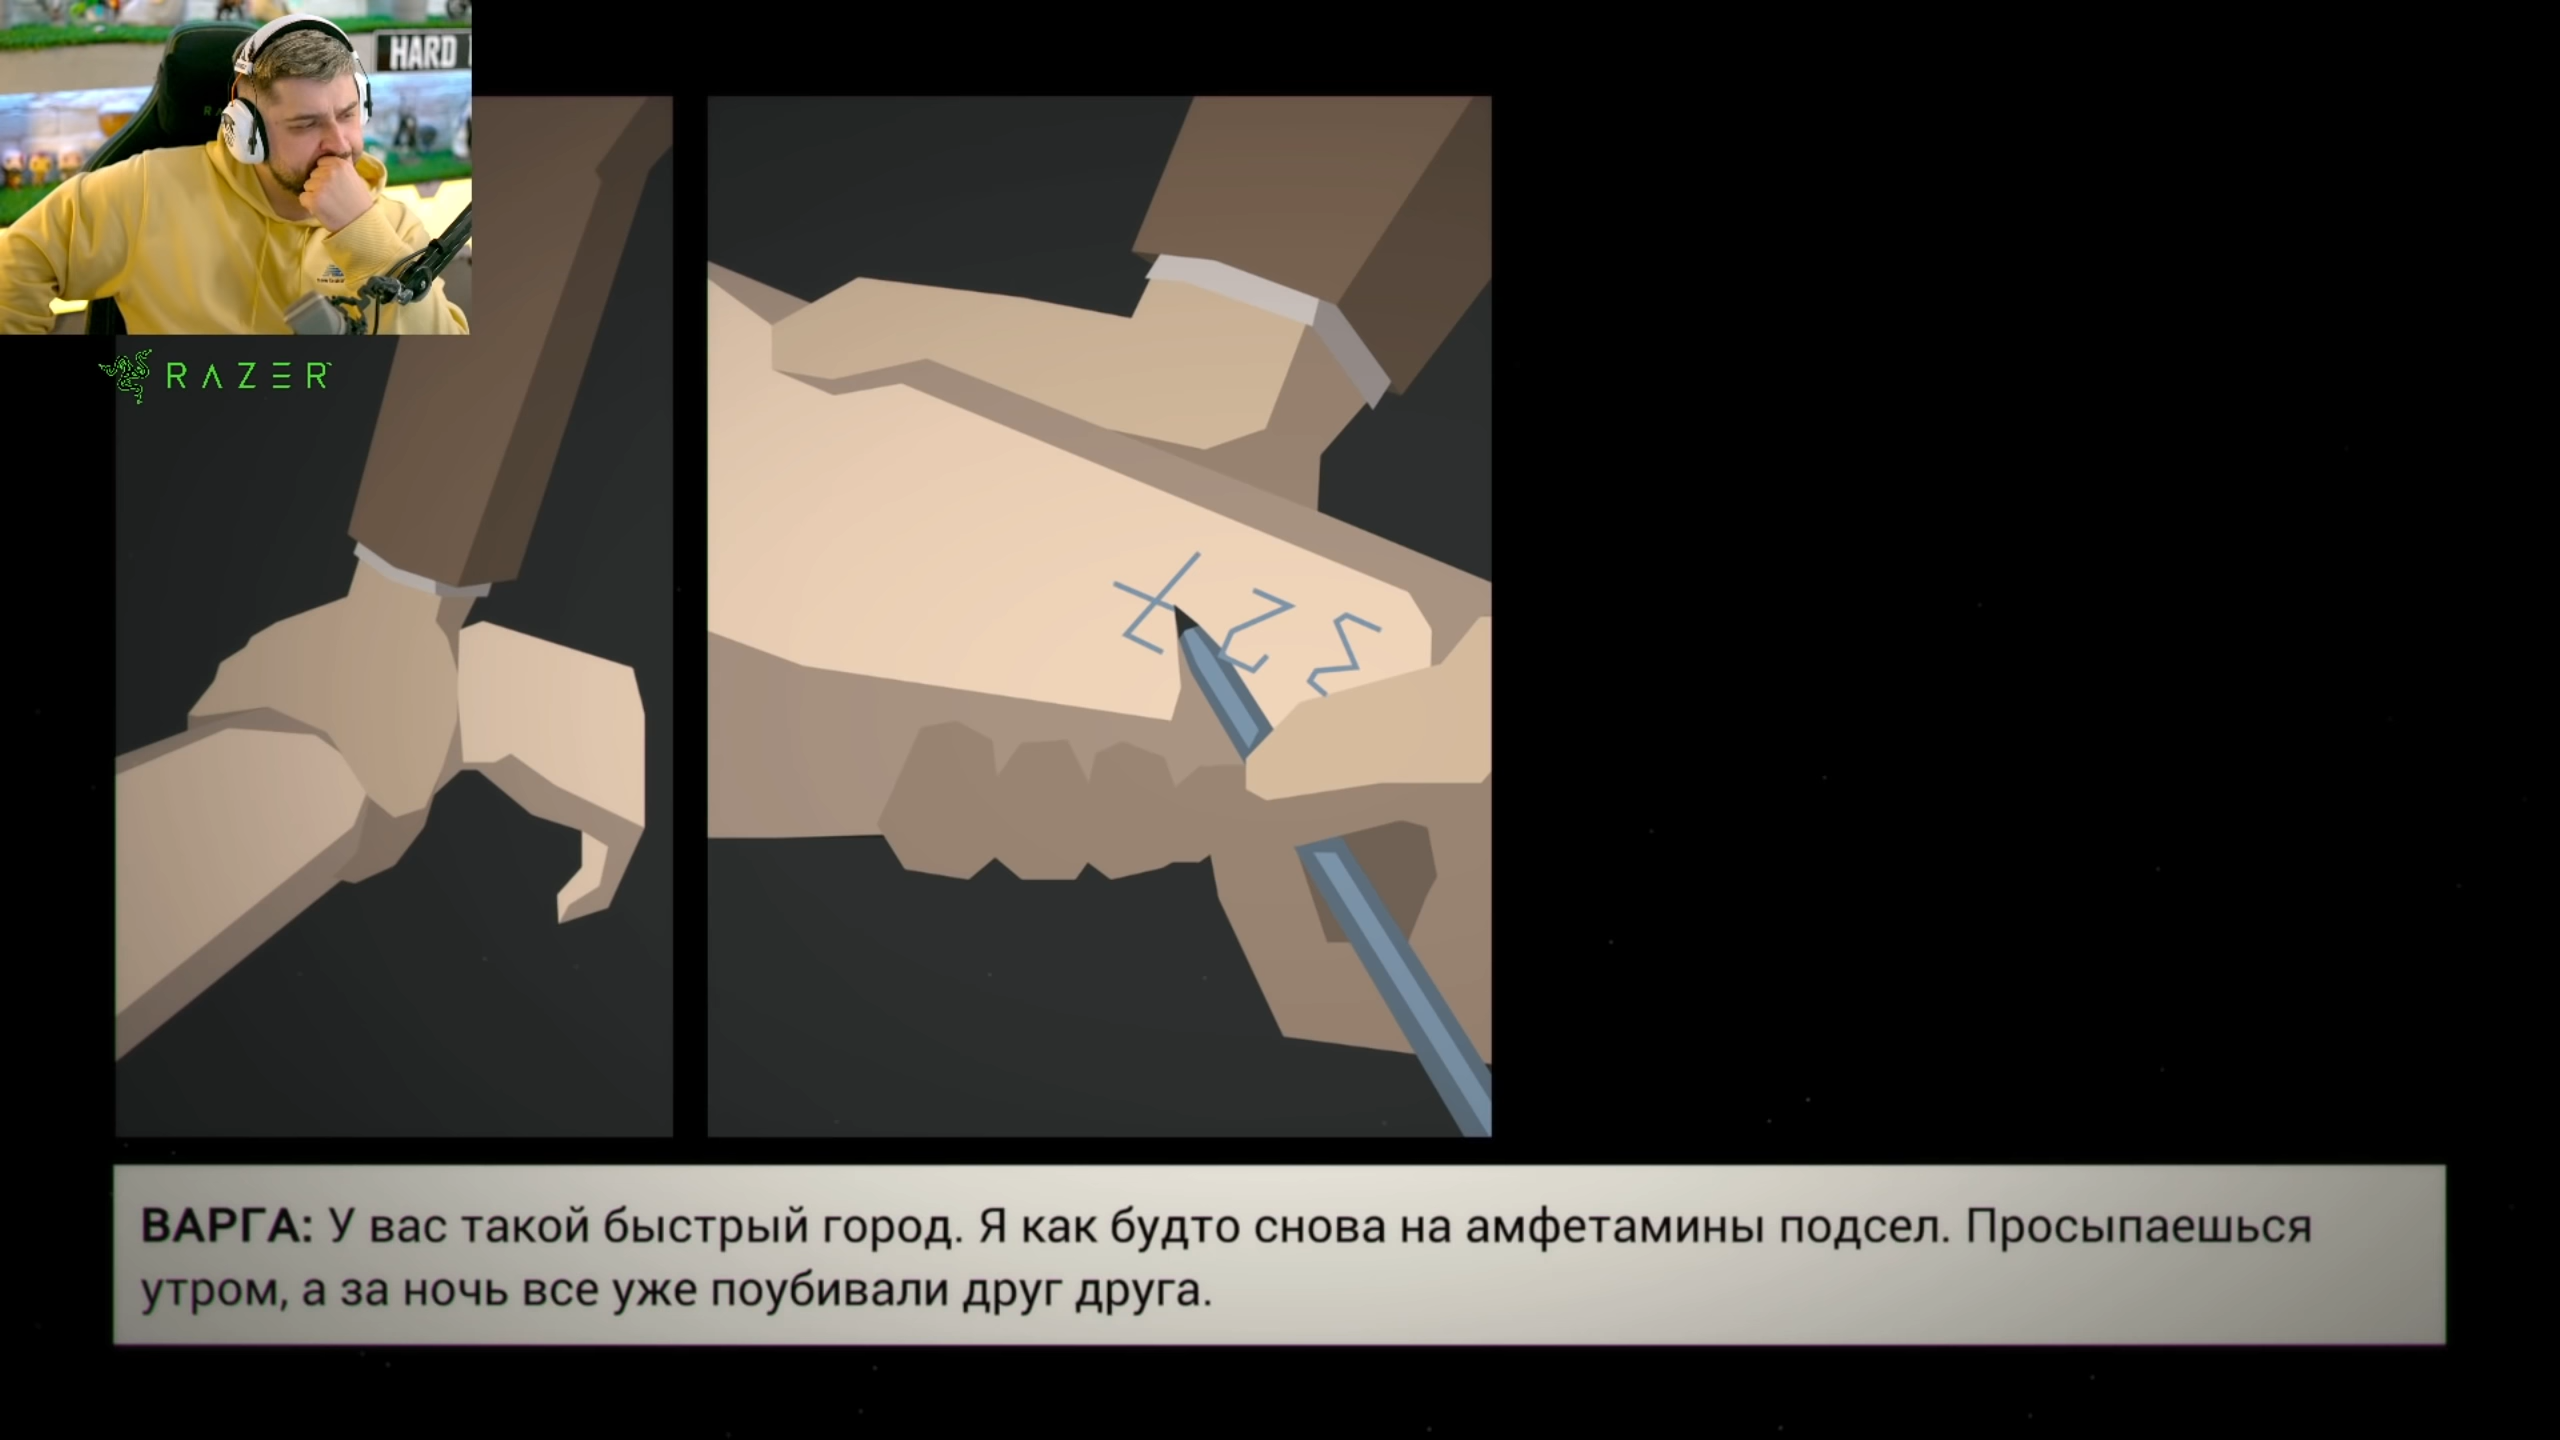 HARD
RAZER
ВАРГА: У вас такой быстрый город. Я как будто снова на амфетамины подсел. Просыпаешься
утром, а за ночь все уже поубивали друг друга.